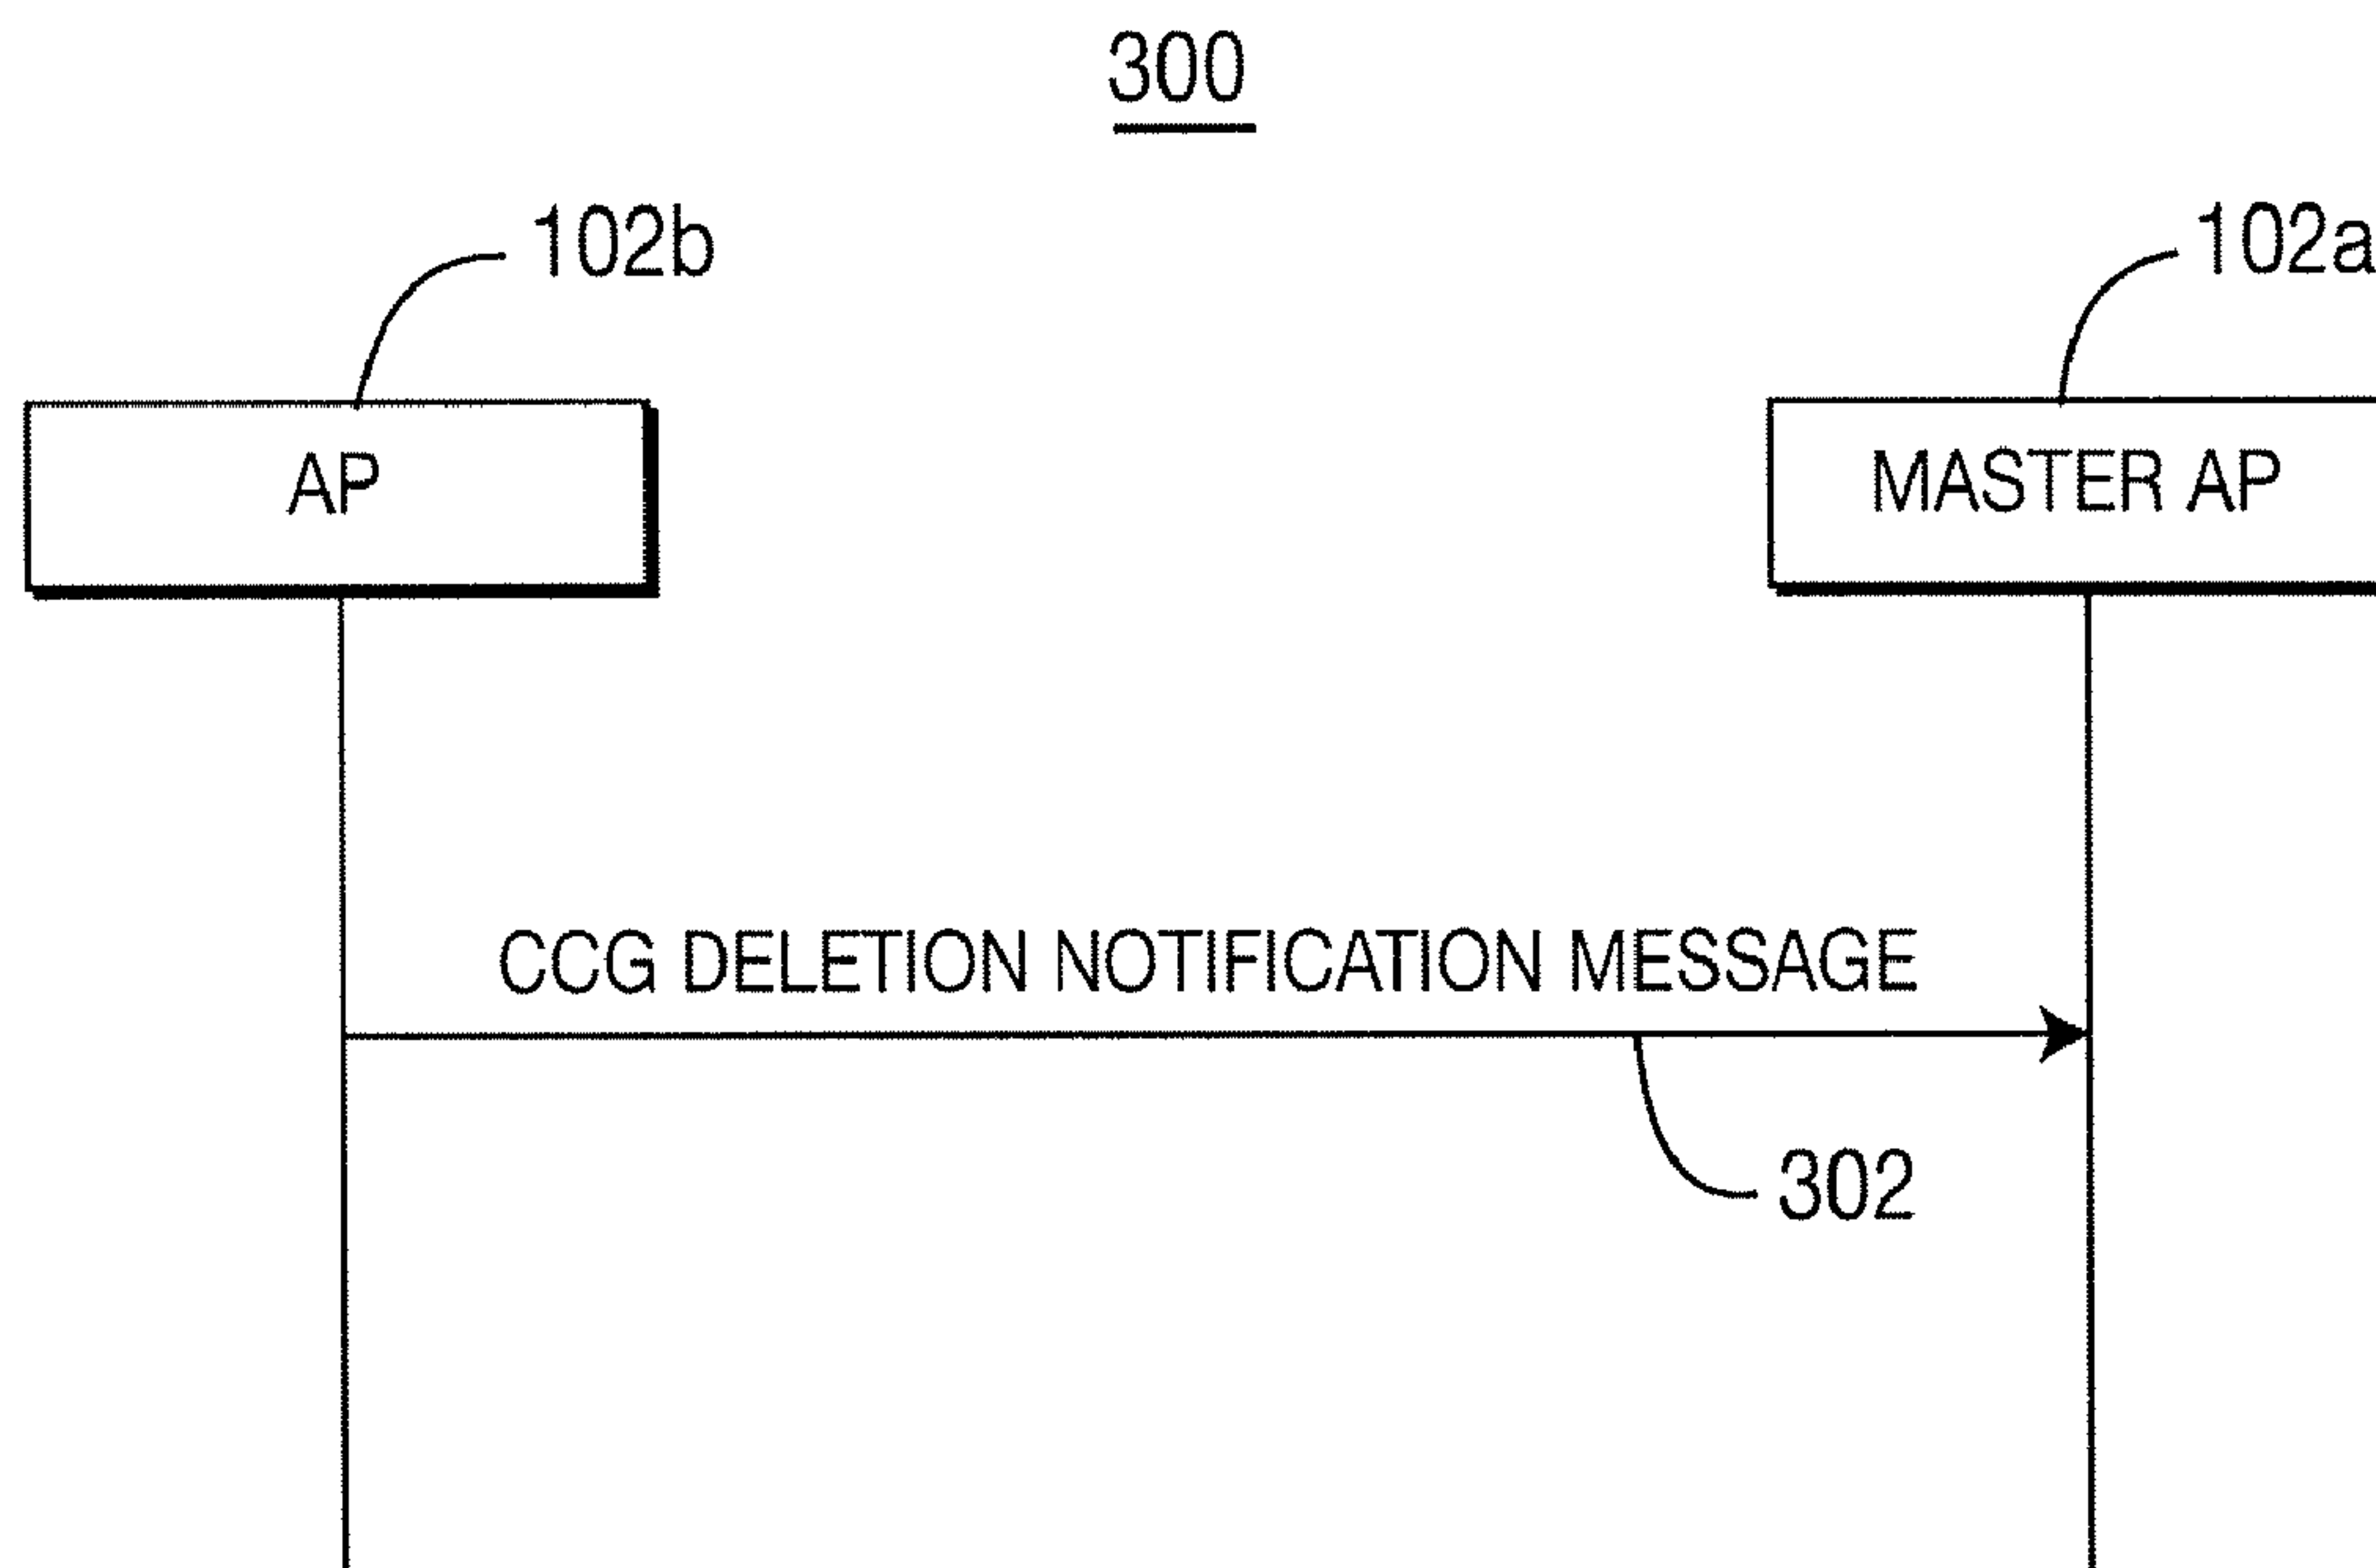 300
102b
102a
AP
MASTER AP
CCG DELETION NOTIFICATION MESSAGE
302